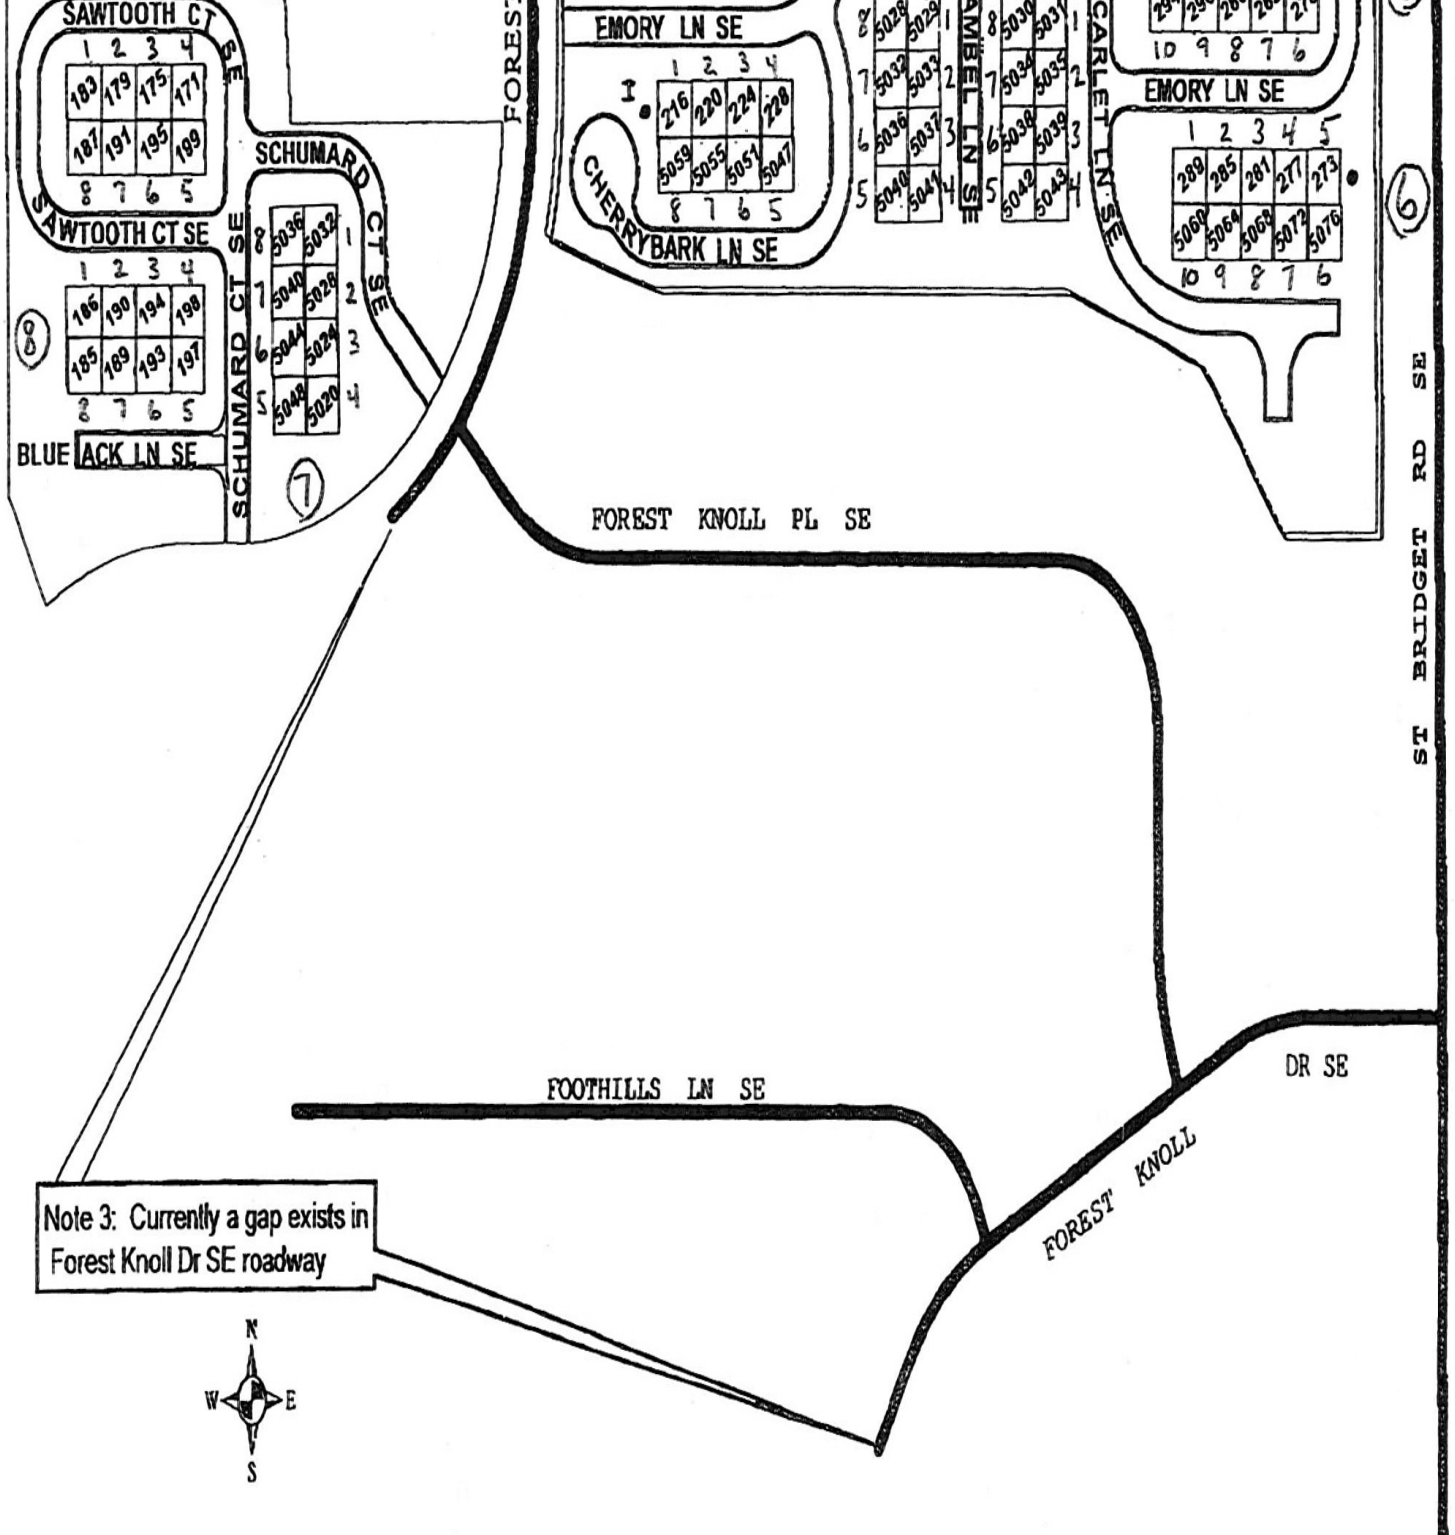 SAWTOOTH CT SE
1 2 3 4
183 179 175 171
187 191 195 199
8 7 6 5
SAWTOOTH CT SE
1 2 3 4
186 190 194 198
185 189 193 197
8 7 6 5
8
BLUE ACK LN SE
SCHUMARD CT SE
SCHUMARD CT SE
8 5036 5032 1
7 5040 5028 2
6 5044 5024 3
5 5048 5020 4
7
FOREST
EMORY LN SE
1 2 3 4
I
216 220 224 228
5059 5055 5051 5047
8 7 6 5
CHERRYBARK LN SE
8 5028 5029 1
7 5032 5033 2
6 5036 5037 3
5 5040 5041 4
AMBEL LN SE
8 5030 5031 1
7 5034 5035 2
6 5038 5039 3
5 5042 5043 4
CARLET LN SE
10 9 8 7 6
EMORY LN SE
1 2 3 4 5
289 285 281 277 273
5060 5064 5068 5072 5076
10 9 8 7 6
6
ST BRIDGET RD SE
FOREST KNOLL PL SE
FOOTHILLS LN SE
FOREST KNOLL DR SE
Note 3: Currently a gap exists in
Forest Knoll Dr SE roadway
N
W E
S